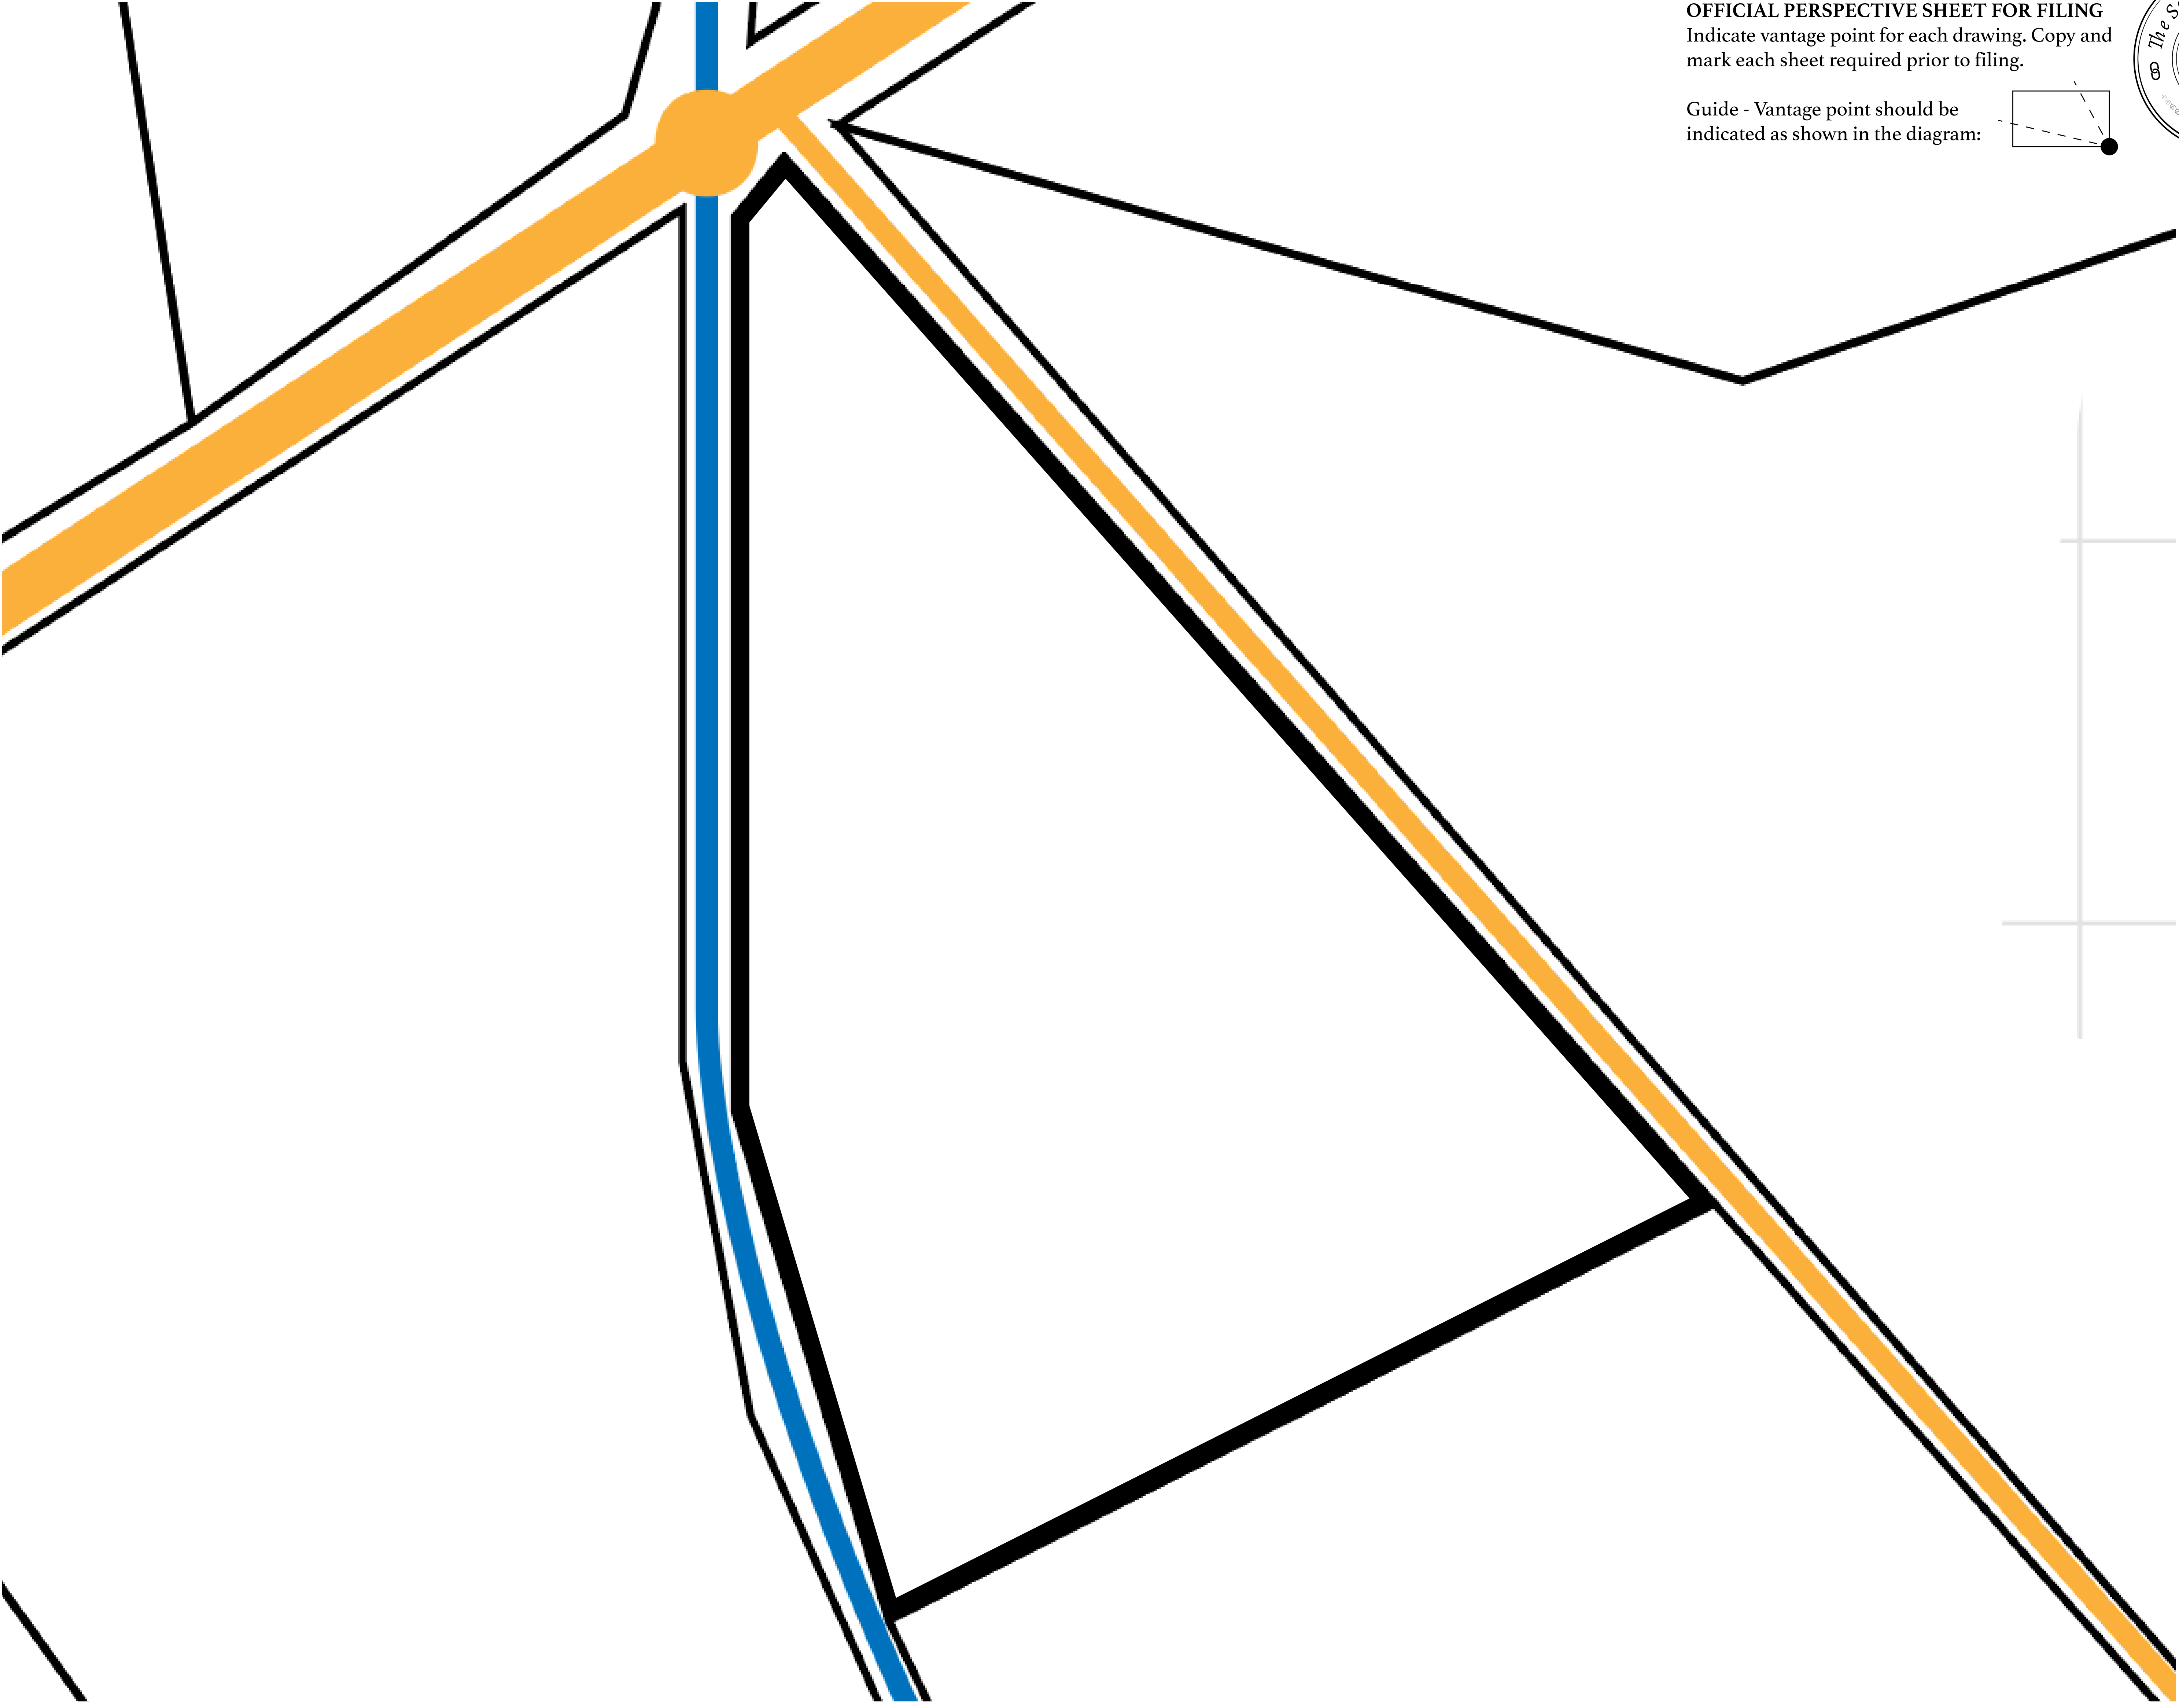 OFFICIAL PERSPECTIVE SHEET FOR FILING
Indicate vantage point for each drawing. Copy and
mark each sheet required prior to filing.
Guide - Vantage point should be
indicated as shown in the diagram:
The